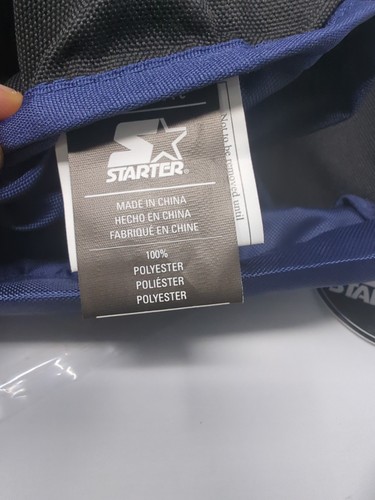 STARTER
MADE IN CHINA
HECHO EN CHINA
FABRIQUÉ EN CHINE
100%
POLYESTER
POLIÉSTER
POLYESTER
Not to be removed until
STARTER